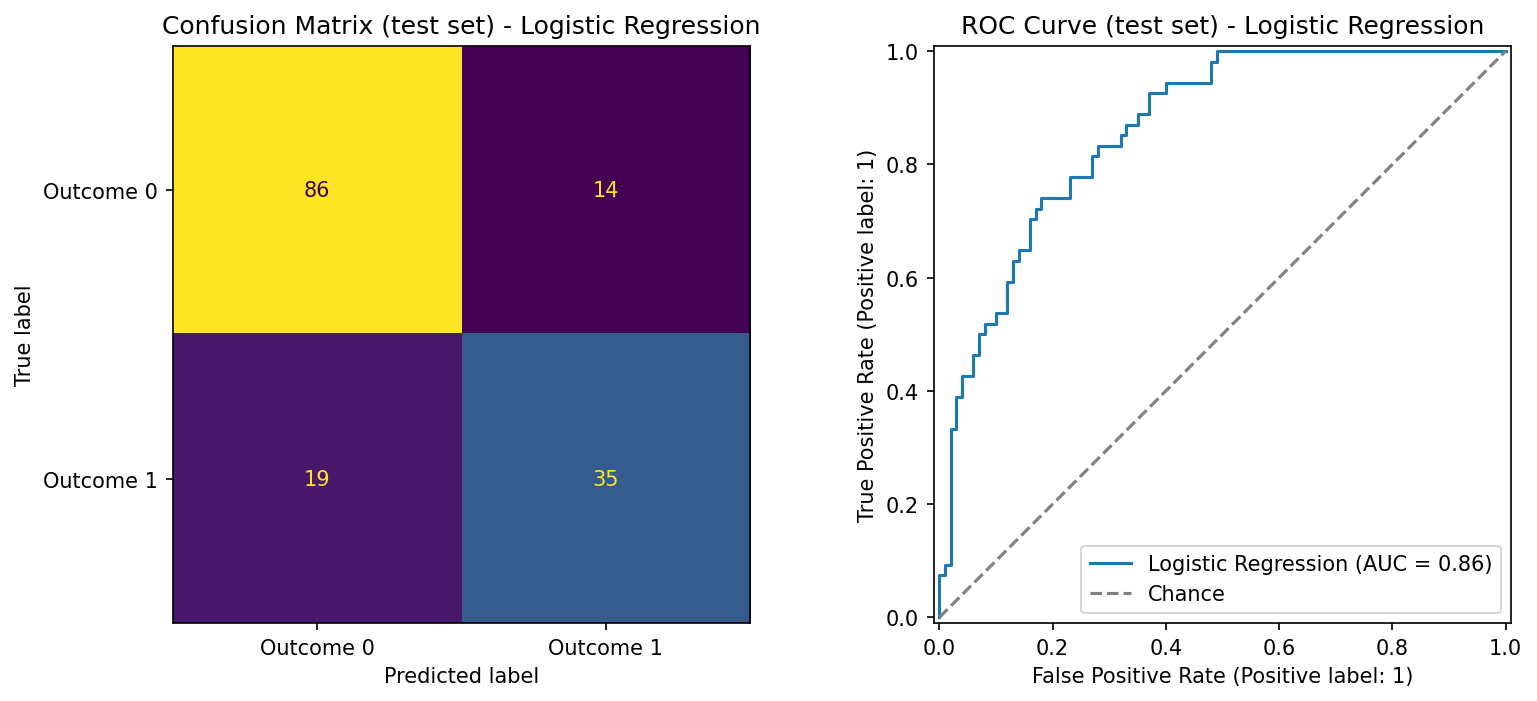 Confusion Matrix (test set) - Logistic Regression
True label
Outcome 0
86
14
Outcome 1
19
35
Outcome 0
Outcome 1
Predicted label
ROC Curve (test set) - Logistic Regression
True Positive Rate (Positive label: 1)
1.0
0.8
0.6
0.4
0.2
0.0
Logistic Regression (AUC = 0.86)
Chance
0.0
0.2
0.4
0.6
0.8
1.0
False Positive Rate (Positive label: 1)